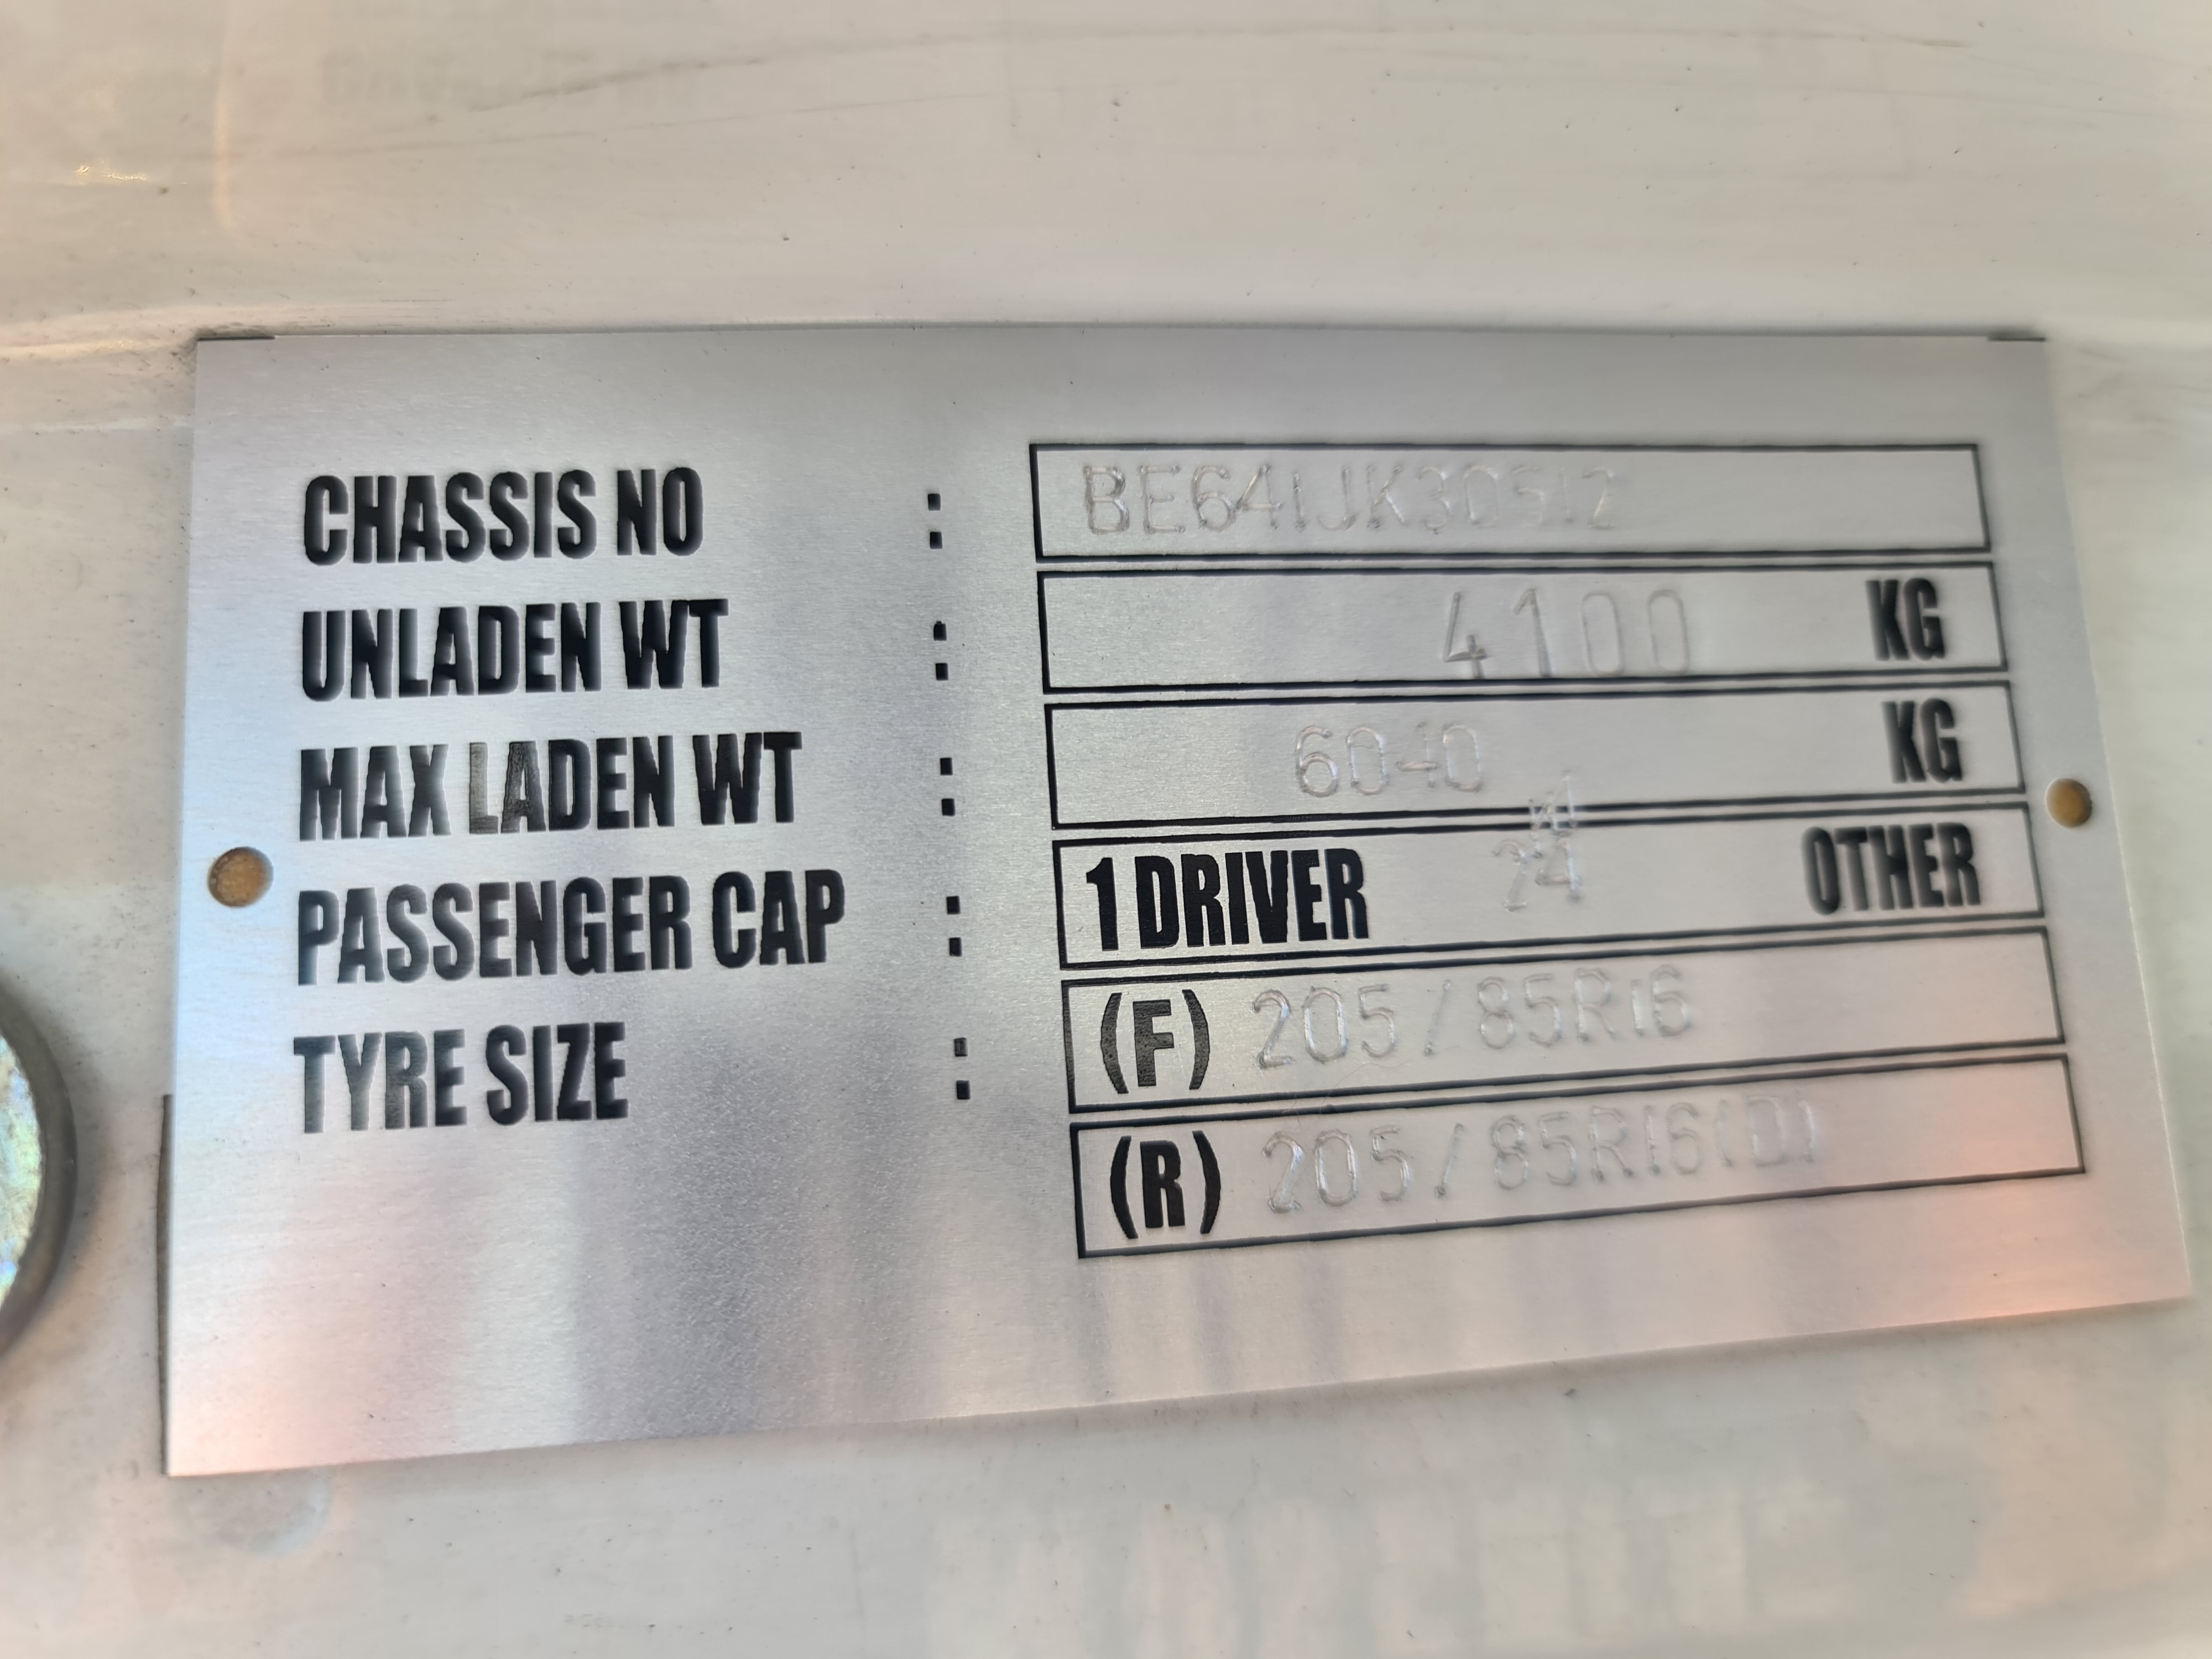 CHASSIS NO : BE641JK30512
UNLADEN WT : 4100 KG
MAX LADEN WT : 6040 KG
PASSENGER CAP : 1 DRIVER 24 OTHER
TYRE SIZE : (F) 205/85R16
(R) 205/85R16(D)